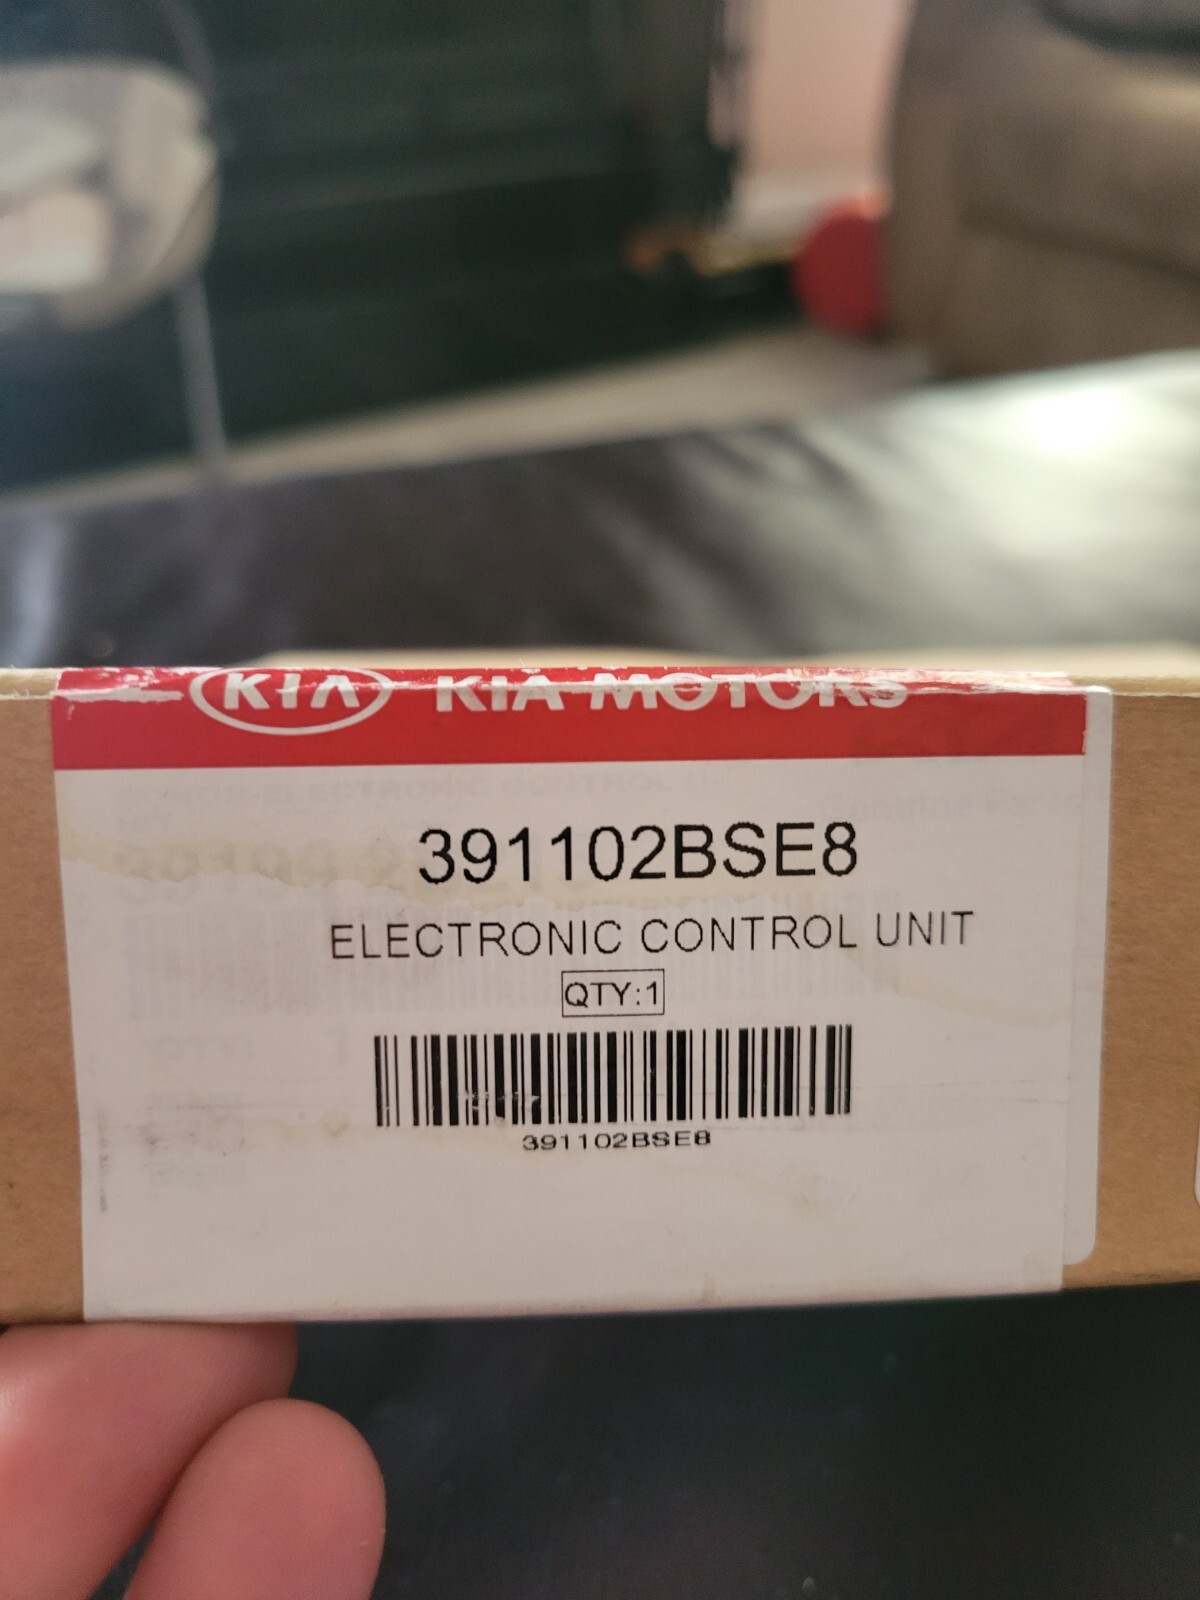 KIA KIA MOTORS
391102BSE8
ELECTRONIC CONTROL UNIT
QTY:1
391102BSE8